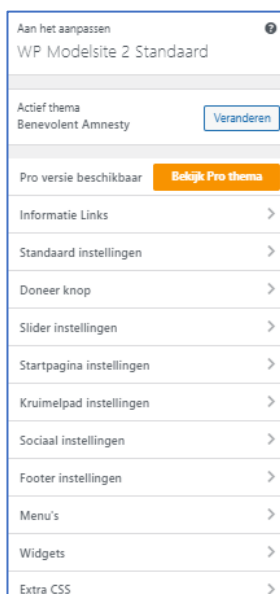 Aan het aanpassen
WP Modelsite 2 Standaard
Actief thema
Benevolent Amnesty
Veranderen
Pro versie beschikbaar
Bekijk Pro thema
Informatie Links
Standaard instellingen
Doneer knop
Slider instellingen
Startpagina instellingen
Kruimelpad instellingen
Sociaal instellingen
Footer instellingen
Menu's
Widgets
Extra CSS